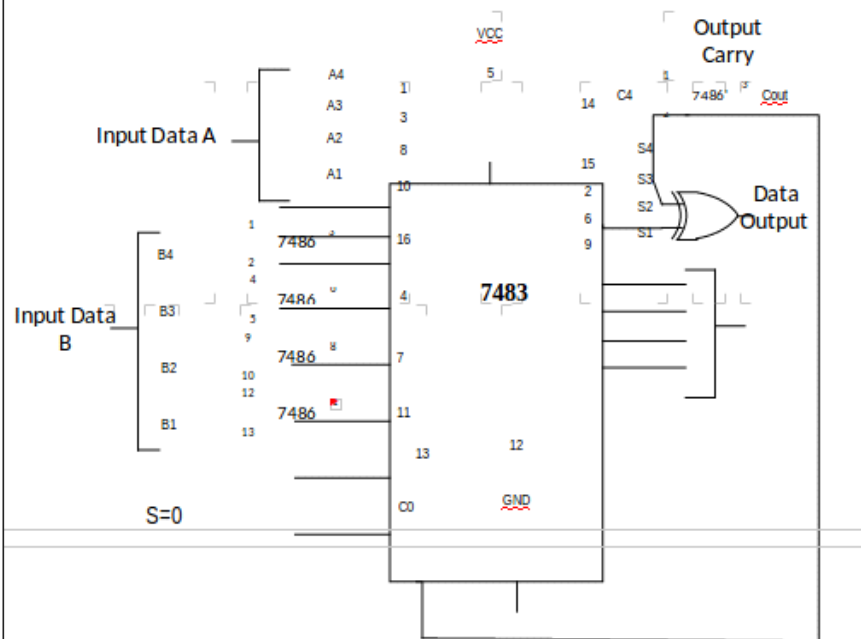 Output
Carry
VCC
A4
5
1
1
C4
7486
3
Cout
14
A3
3
2
Input Data A
A2
8
S4
A1
15
S3
10
2
Data
S2
Output
1
6
S1
7486
3
16
9
B4
2
4
7483
7486
4
Input Data
B
B3
5
9
7486
8
7
B2
10
12
7486
11
B1
13
13
12
C0
GND
S=0